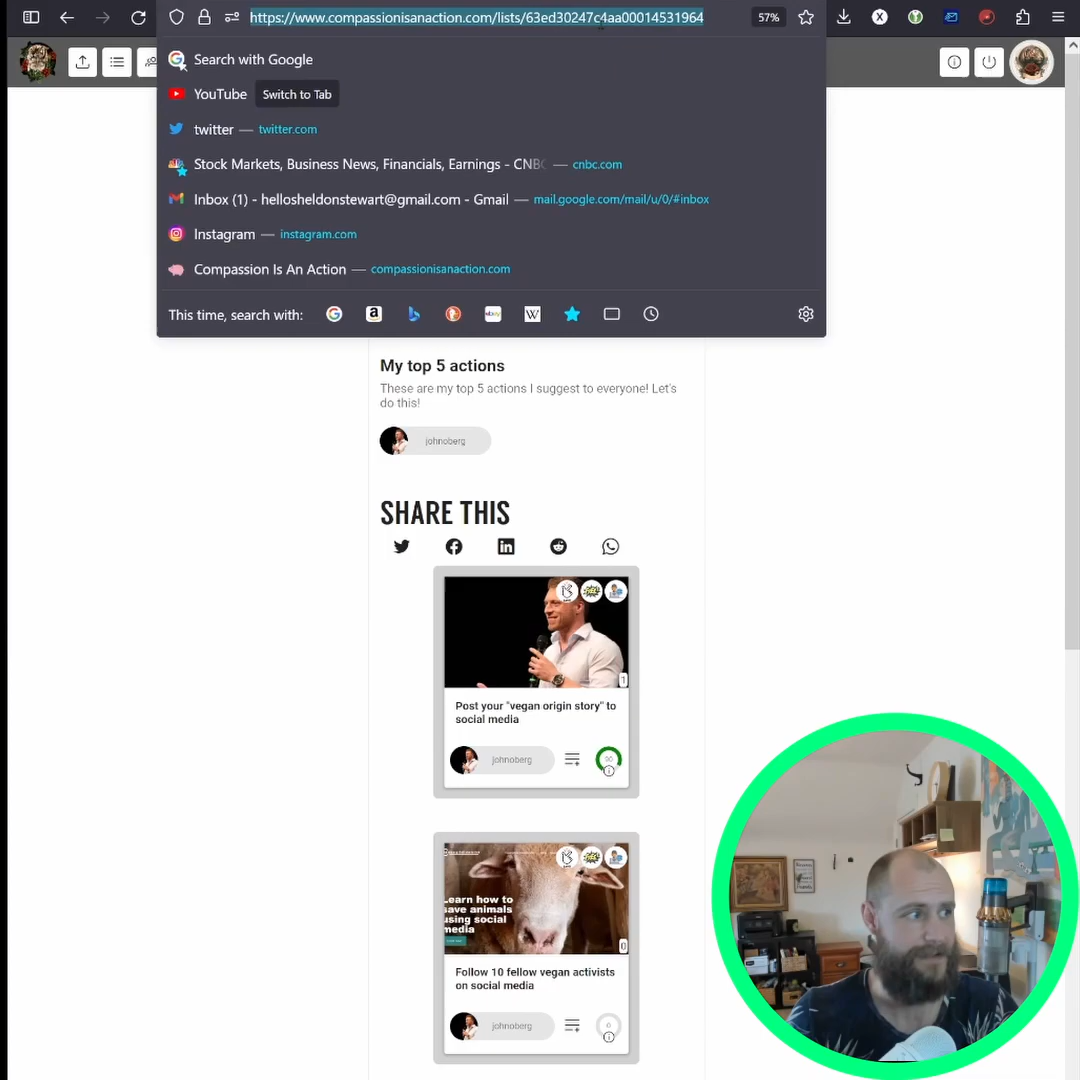 https://www.compassionisanaction.com/lists/63ed30247c4aa00014531964
57%
Search with Google
YouTube Switch to Tab
twitter — twitter.com
Stock Markets, Business News, Financials, Earnings - CNBC — cnbc.com
Inbox (1) - hellosheldonstewart@gmail.com - Gmail — mail.google.com/mail/u/0/#inbox
Instagram — instagram.com
Compassion Is An Action — compassionisanaction.com
This time, search with:
My top 5 actions
These are my top 5 actions I suggest to everyone! Let's
do this!
johnoberg
SHARE THIS
1
Post your "vegan origin story" to
social media
johnoberg
50
Learn how to
save animals
using social
media
0
Follow 10 fellow vegan activists
on social media
johnoberg
0